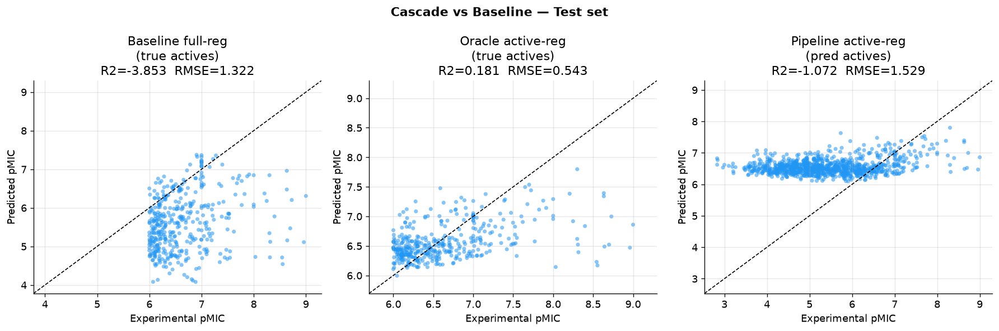 Cascade vs Baseline — Test set
Baseline full-reg
(true actives)
R2=-3.853  RMSE=1.322
9
8
7
6
5
4
Predicted pMIC
4 5 6 7 8 9
Experimental pMIC
Oracle active-reg
(true actives)
R2=0.181  RMSE=0.543
9.0
8.5
8.0
7.5
7.0
6.5
6.0
Predicted pMIC
6.0 6.5 7.0 7.5 8.0 8.5 9.0
Experimental pMIC
Pipeline active-reg
(pred actives)
R2=-1.072  RMSE=1.529
9
8
7
6
5
4
3
Predicted pMIC
3 4 5 6 7 8 9
Experimental pMIC